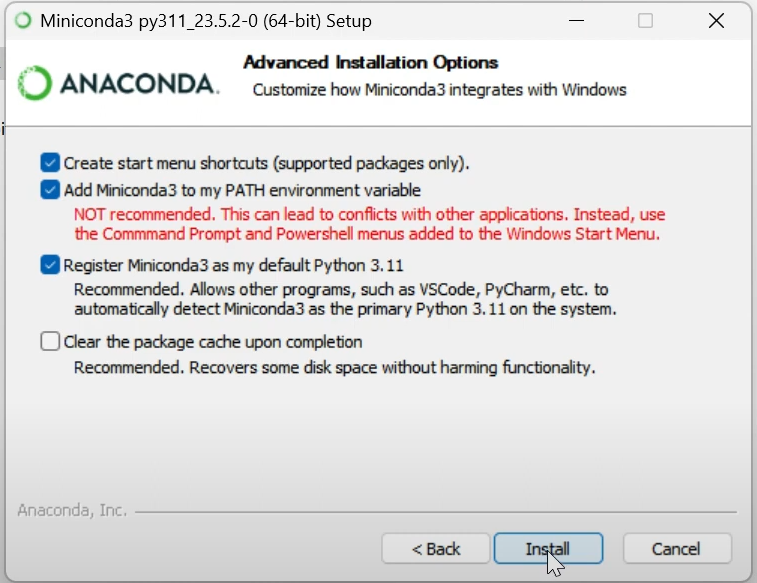 Miniconda3 py311_23.5.2-0 (64-bit) Setup
ANACONDA.
Advanced Installation Options
Customize how Miniconda3 integrates with Windows
Create start menu shortcuts (supported packages only).
Add Miniconda3 to my PATH environment variable
NOT recommended. This can lead to conflicts with other applications. Instead, use
the Commmand Prompt and Powershell menus added to the Windows Start Menu.
Register Miniconda3 as my default Python 3.11
Recommended. Allows other programs, such as VSCode, PyCharm, etc. to
automatically detect Miniconda3 as the primary Python 3.11 on the system.
Clear the package cache upon completion
Recommended. Recovers some disk space without harming functionality.
Anaconda, Inc.
< Back
Install
Cancel